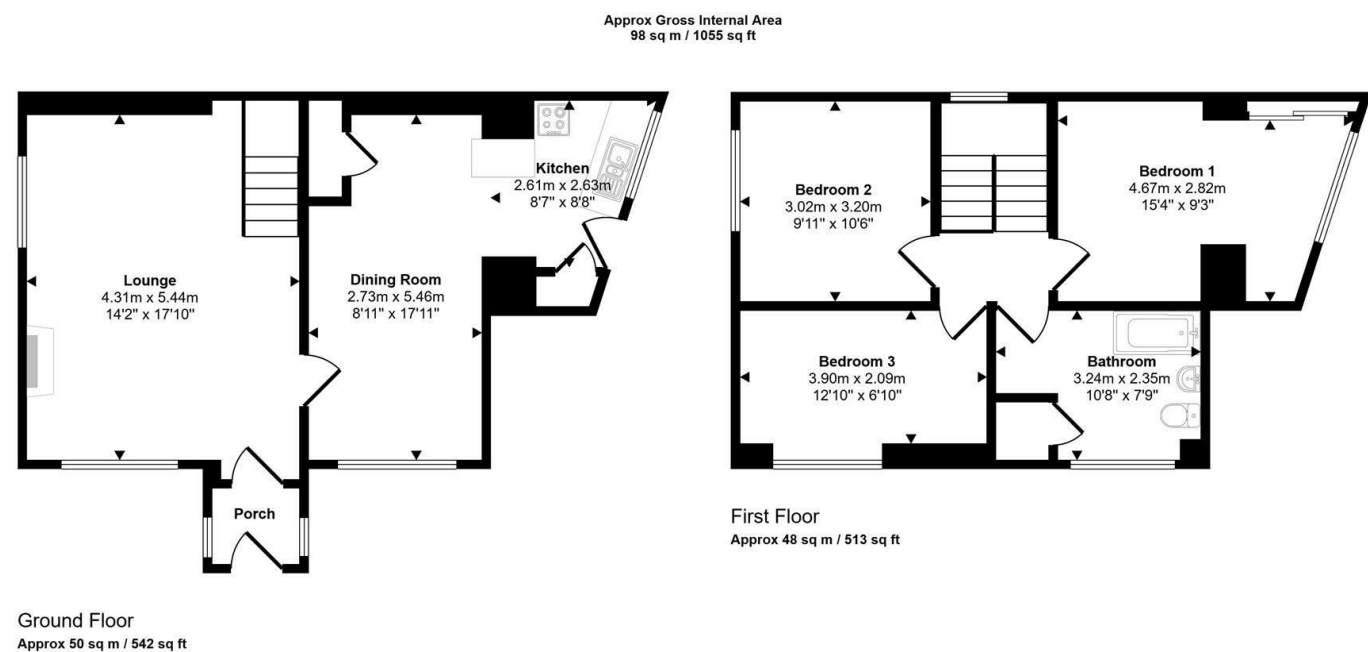 Approx Gross Internal Area
98 sq m / 1055 sq ft
Kitchen
2.61m x 2.63m
8'7" x 8'8"
Lounge
4.31m x 5.44m
14'2" x 17'10"
Dining Room
2.73m x 5.46m
8'11" x 17'11"
Porch
Ground Floor
Approx 50 sq m / 542 sq ft
Bedroom 1
4.67m x 2.82m
15'4" x 9'3"
Bedroom 2
3.02m x 3.20m
9'11" x 10'6"
Bedroom 3
3.90m x 2.09m
12'10" x 6'10"
Bathroom
3.24m x 2.35m
10'8" x 7'9"
First Floor
Approx 48 sq m / 513 sq ft